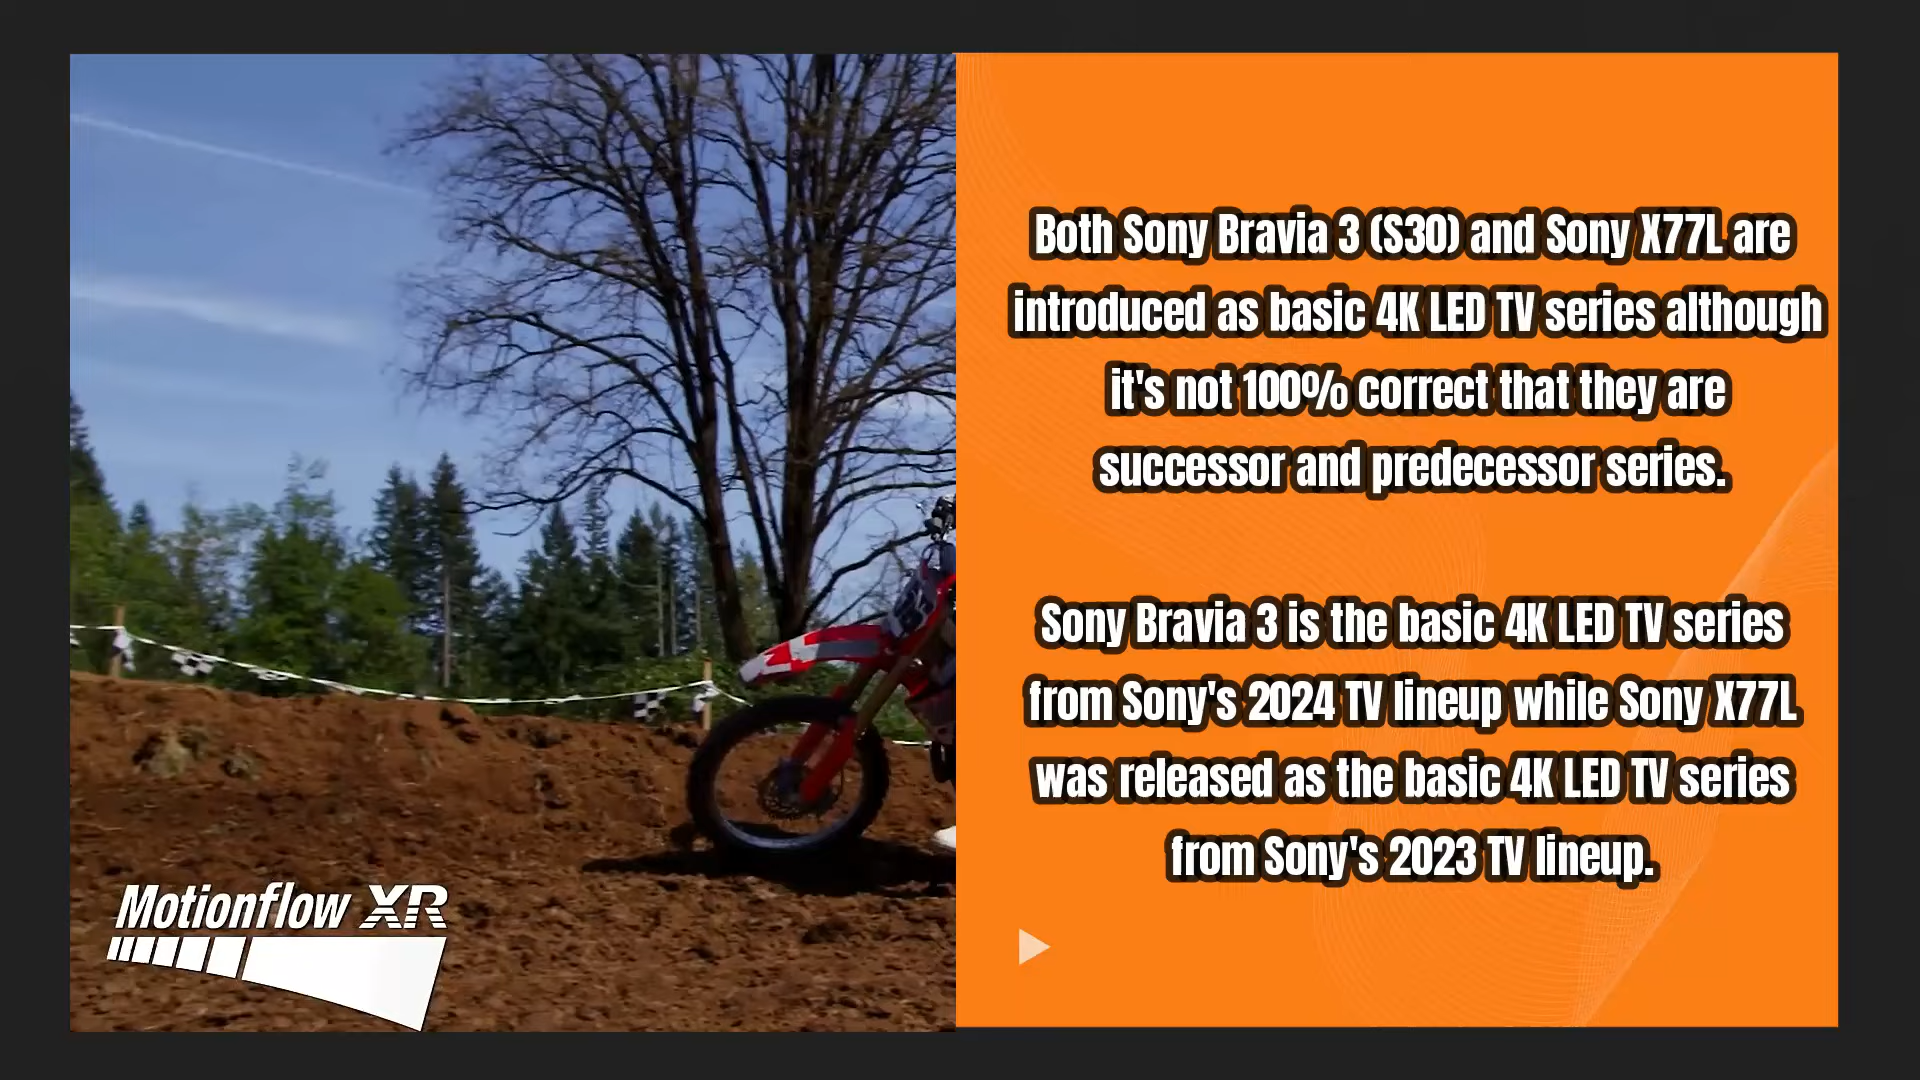 Both Sony Bravia 3 (S30) and Sony X77L are
introduced as basic 4K LED TV series although
it's not 100% correct that they are
successor and predecessor series.
Sony Bravia 3 is the basic 4K LED TV series
from Sony's 2024 TV lineup while Sony X77L
was released as the basic 4K LED TV series
from Sony's 2023 TV lineup.
Motionflow XR